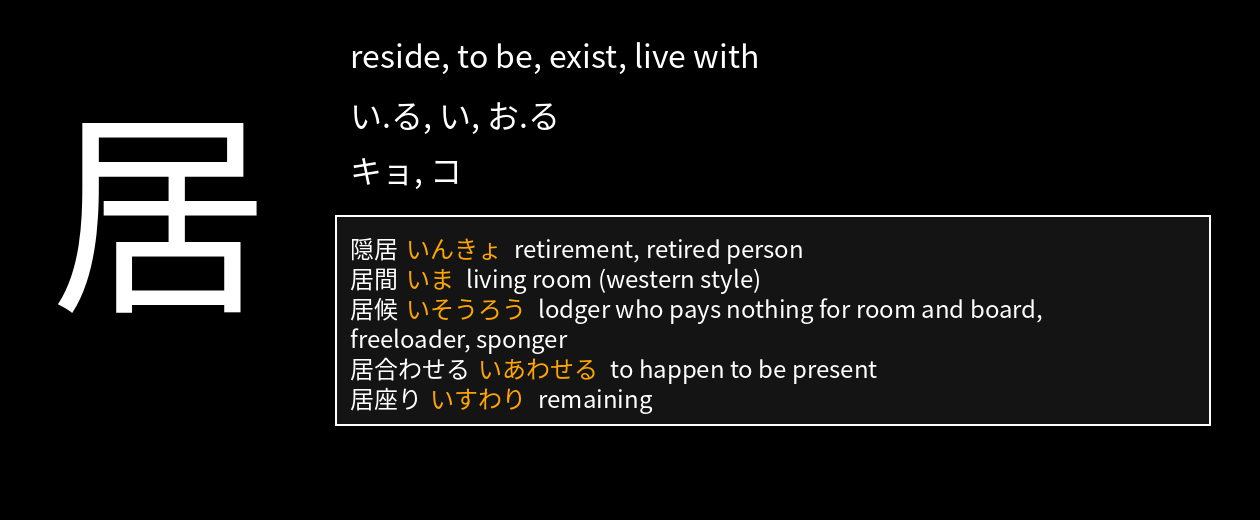 居
reside, to be, exist, live with
い.る, い, お.る
キョ, コ
隠居 いんきょ retirement, retired person
居間 いま living room (western style)
居候 いそうろう lodger who pays nothing for room and board,
freeloader, sponger
居合わせる いあわせる to happen to be present
居座り いすわり remaining